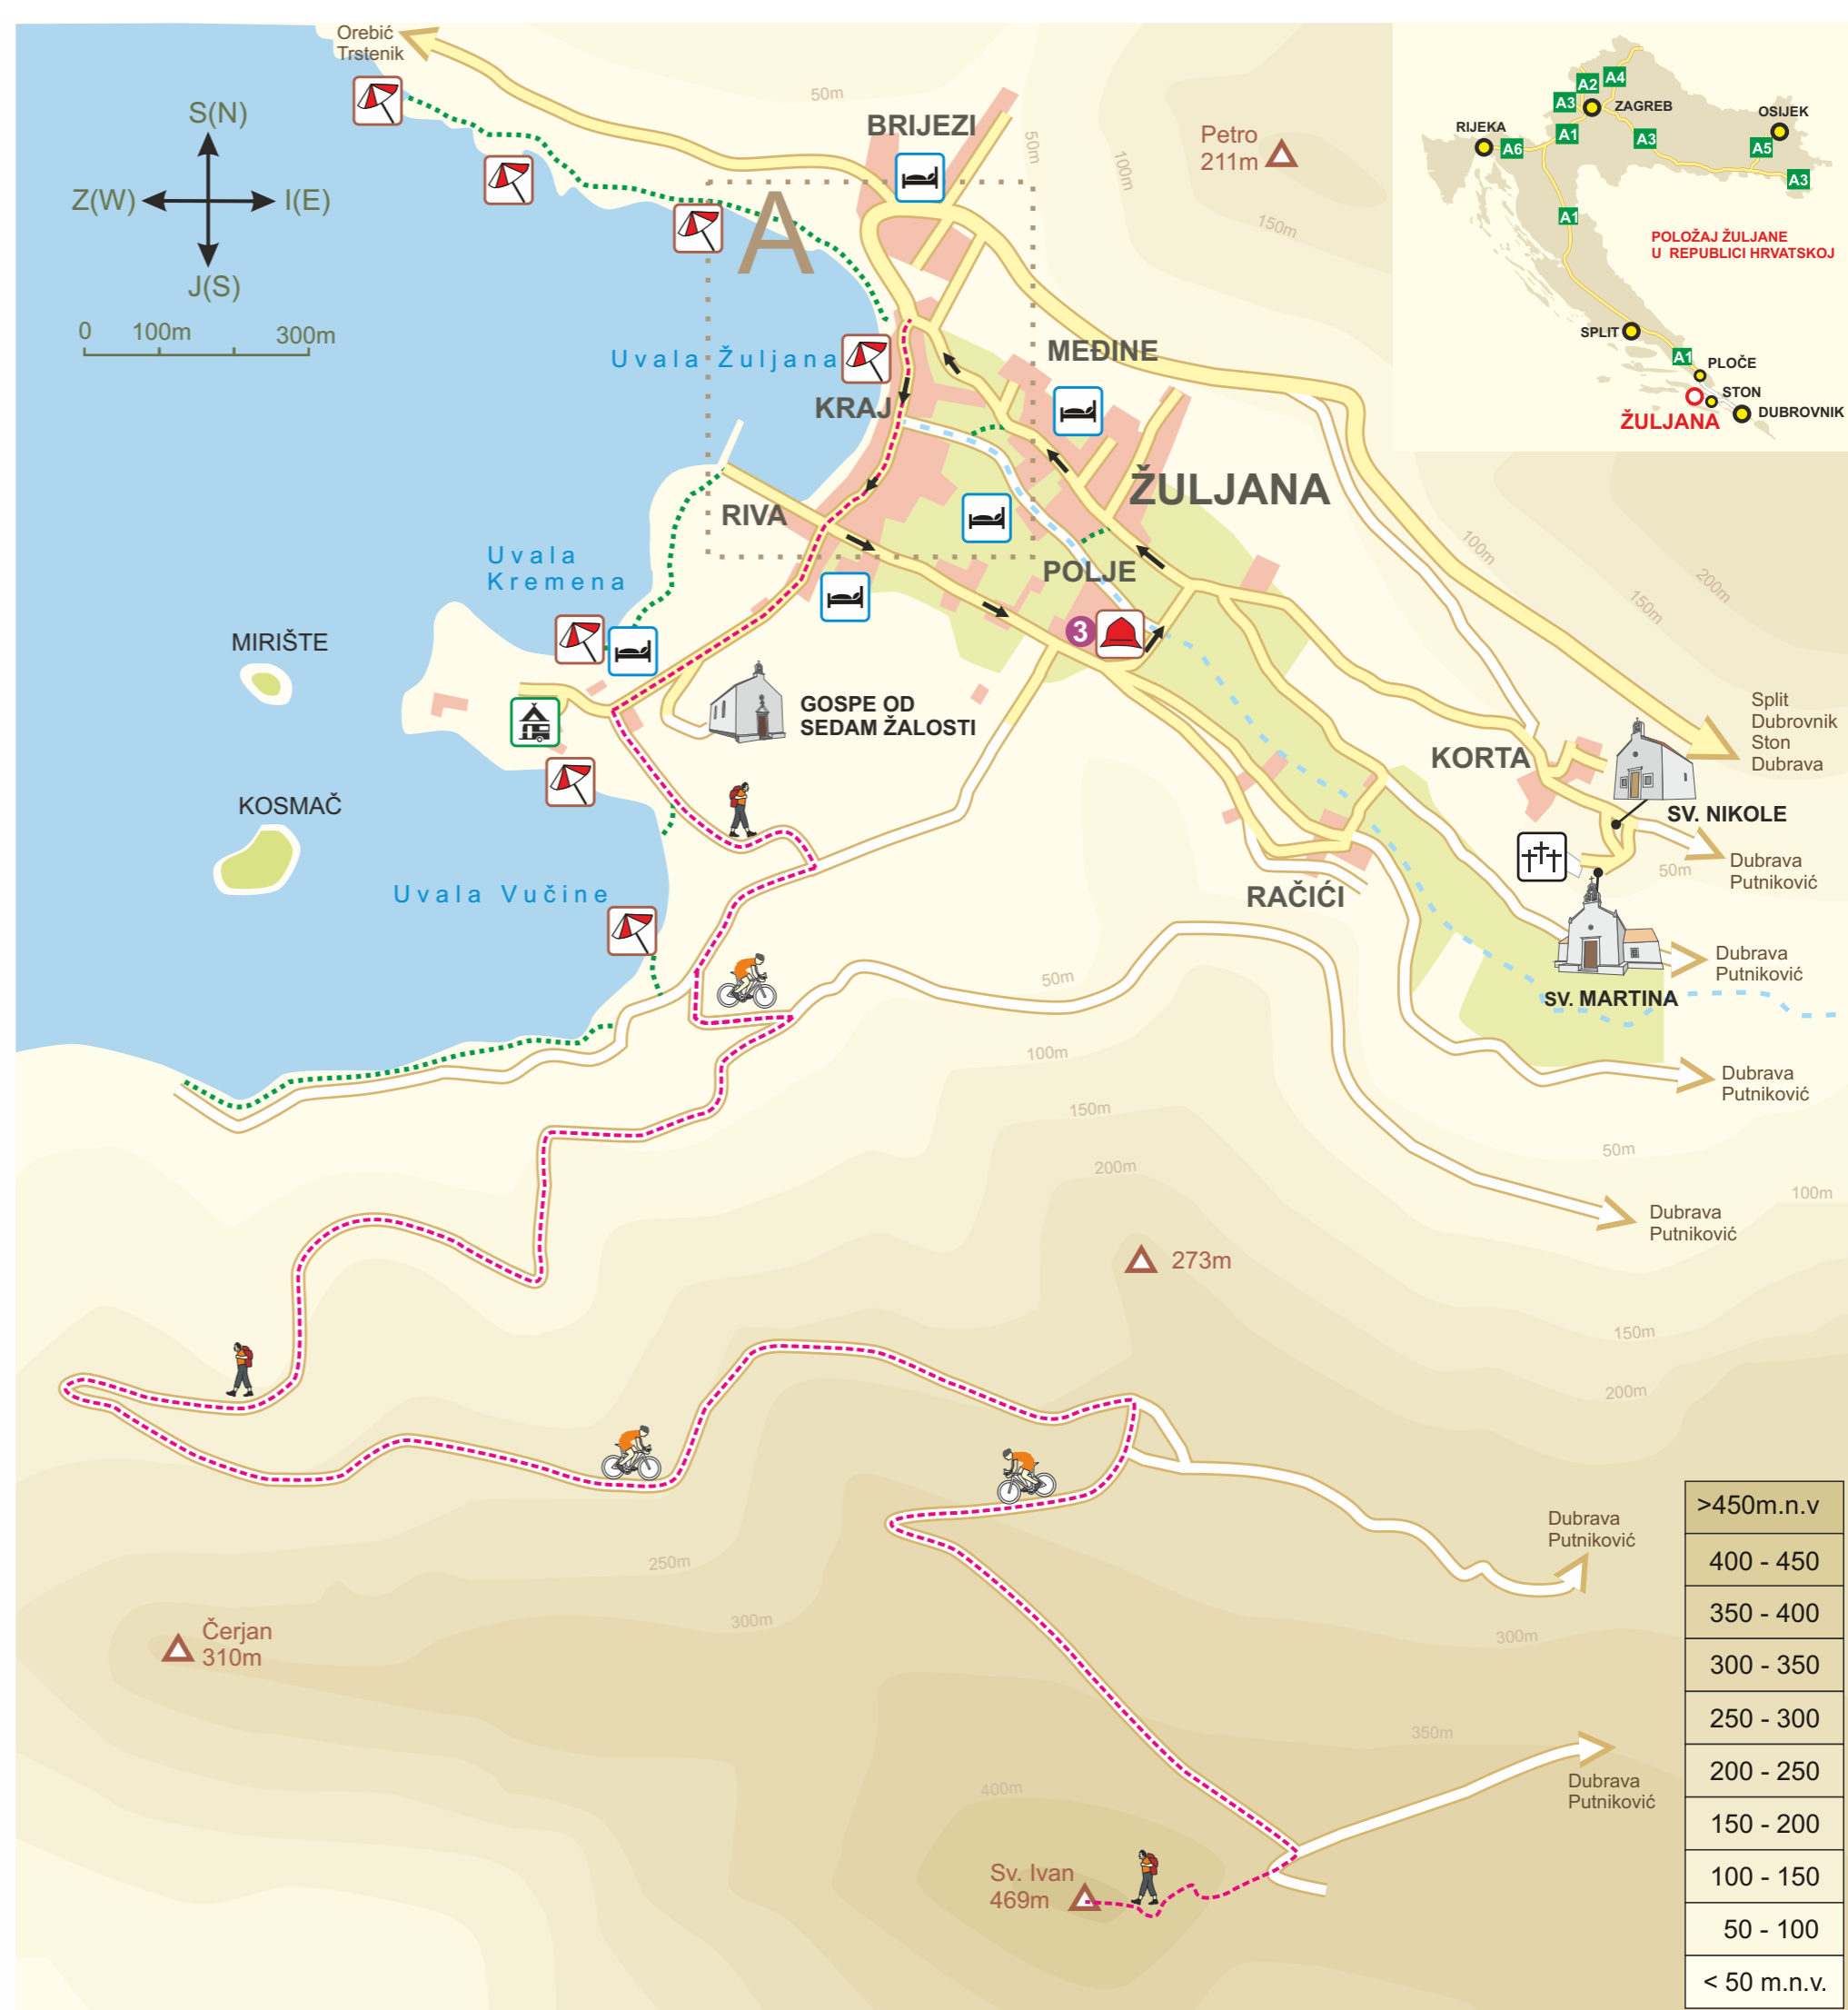 Orebić
Trstenik
S(N)
Z(W)
I(E)
J(S)
0
100m
300m
50m
BRIJEZI
50m
100m
Petro
211m
150m
A
A2
A4
A3
ZAGREB
OSIJEK
RIJEKA
A6
A1
A3
A5
A3
A1
POLOŽAJ ŽULJANE
U REPUBLICI HRVATSKOJ
SPLIT
A1
PLOČE
STON
ŽULJANA
DUBROVNIK
Uvala Žuljana
MEĐINE
KRAJ
ŽULJANA
RIVA
Uvala
Kremena
POLJE
3
100m
200m
150m
MIRIŠTE
GOSPE OD
SEDAM ŽALOSTI
Split
Dubrovnik
Ston
Dubrava
KORTA
SV. NIKOLE
KOSMAČ
Uvala Vučine
RAČIĆI
50m
Dubrava
Putniković
Dubrava
Putniković
SV. MARTINA
50m
100m
Dubrava
Putniković
150m
200m
50m
100m
Dubrava
Putniković
273m
150m
200m
>450m.n.v
400 - 450
350 - 400
300 - 350
250 - 300
200 - 250
150 - 200
100 - 150
50 - 100
< 50 m.n.v.
Dubrava
Putniković
250m
300m
300m
Čerjan
310m
350m
400m
Dubrava
Putniković
Sv. Ivan
469m